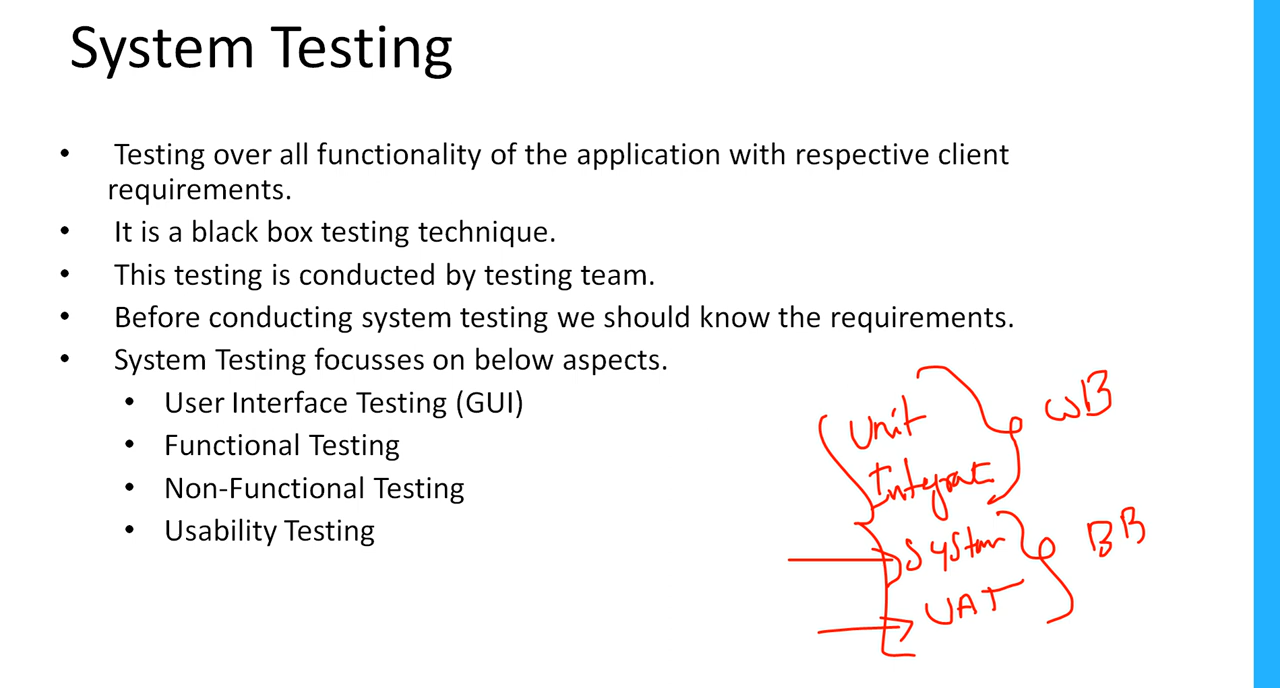 System Testing
• Testing over all functionality of the application with respective client
requirements.
• It is a black box testing technique.
• This testing is conducted by testing team.
• Before conducting system testing we should know the requirements.
• System Testing focusses on below aspects.
• User Interface Testing (GUI)
• Functional Testing
• Non-Functional Testing
• Usability Testing
Unit
WB
Integrat.
System
BB
UAT